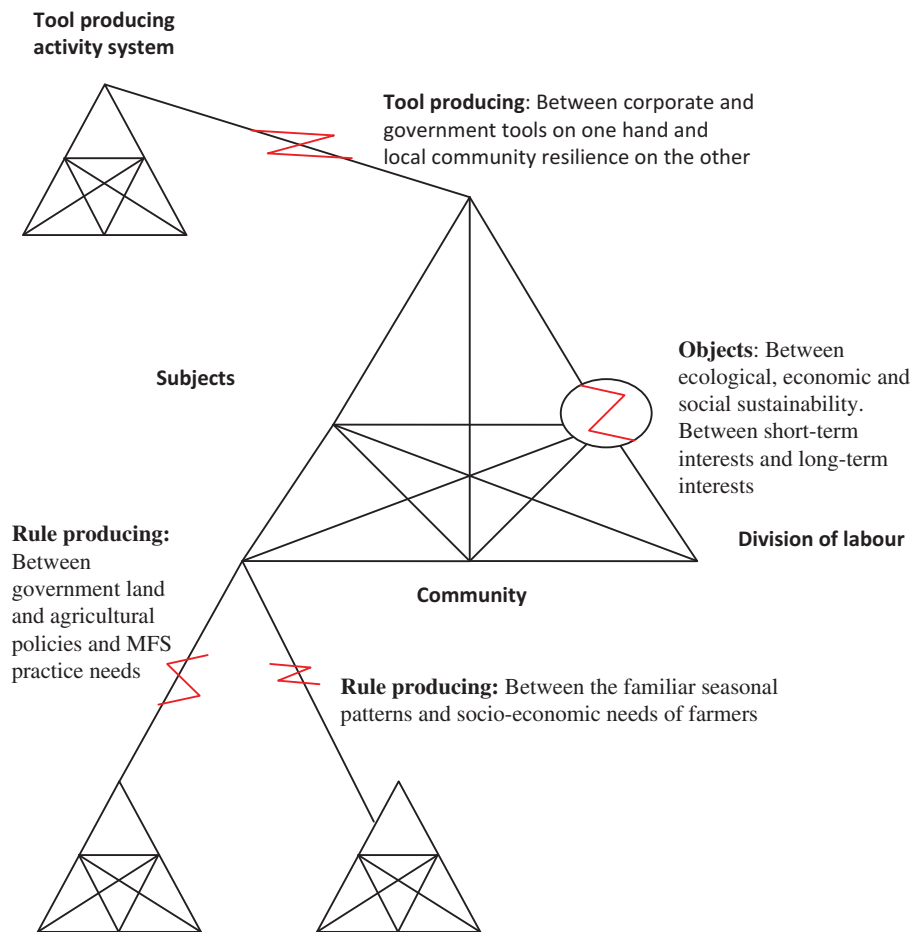 Tool producing
activity system
Tool producing: Between corporate and
government tools on one hand and
local community resilience on the other
Subjects
Objects: Between
ecological, economic and
social sustainability.
Between short-term
interests and long-term
interests
Division of labour
Rule producing:
Between
government land
and agricultural
policies and MFS
practice needs
Community
Rule producing: Between the familiar seasonal
patterns and socio-economic needs of farmers